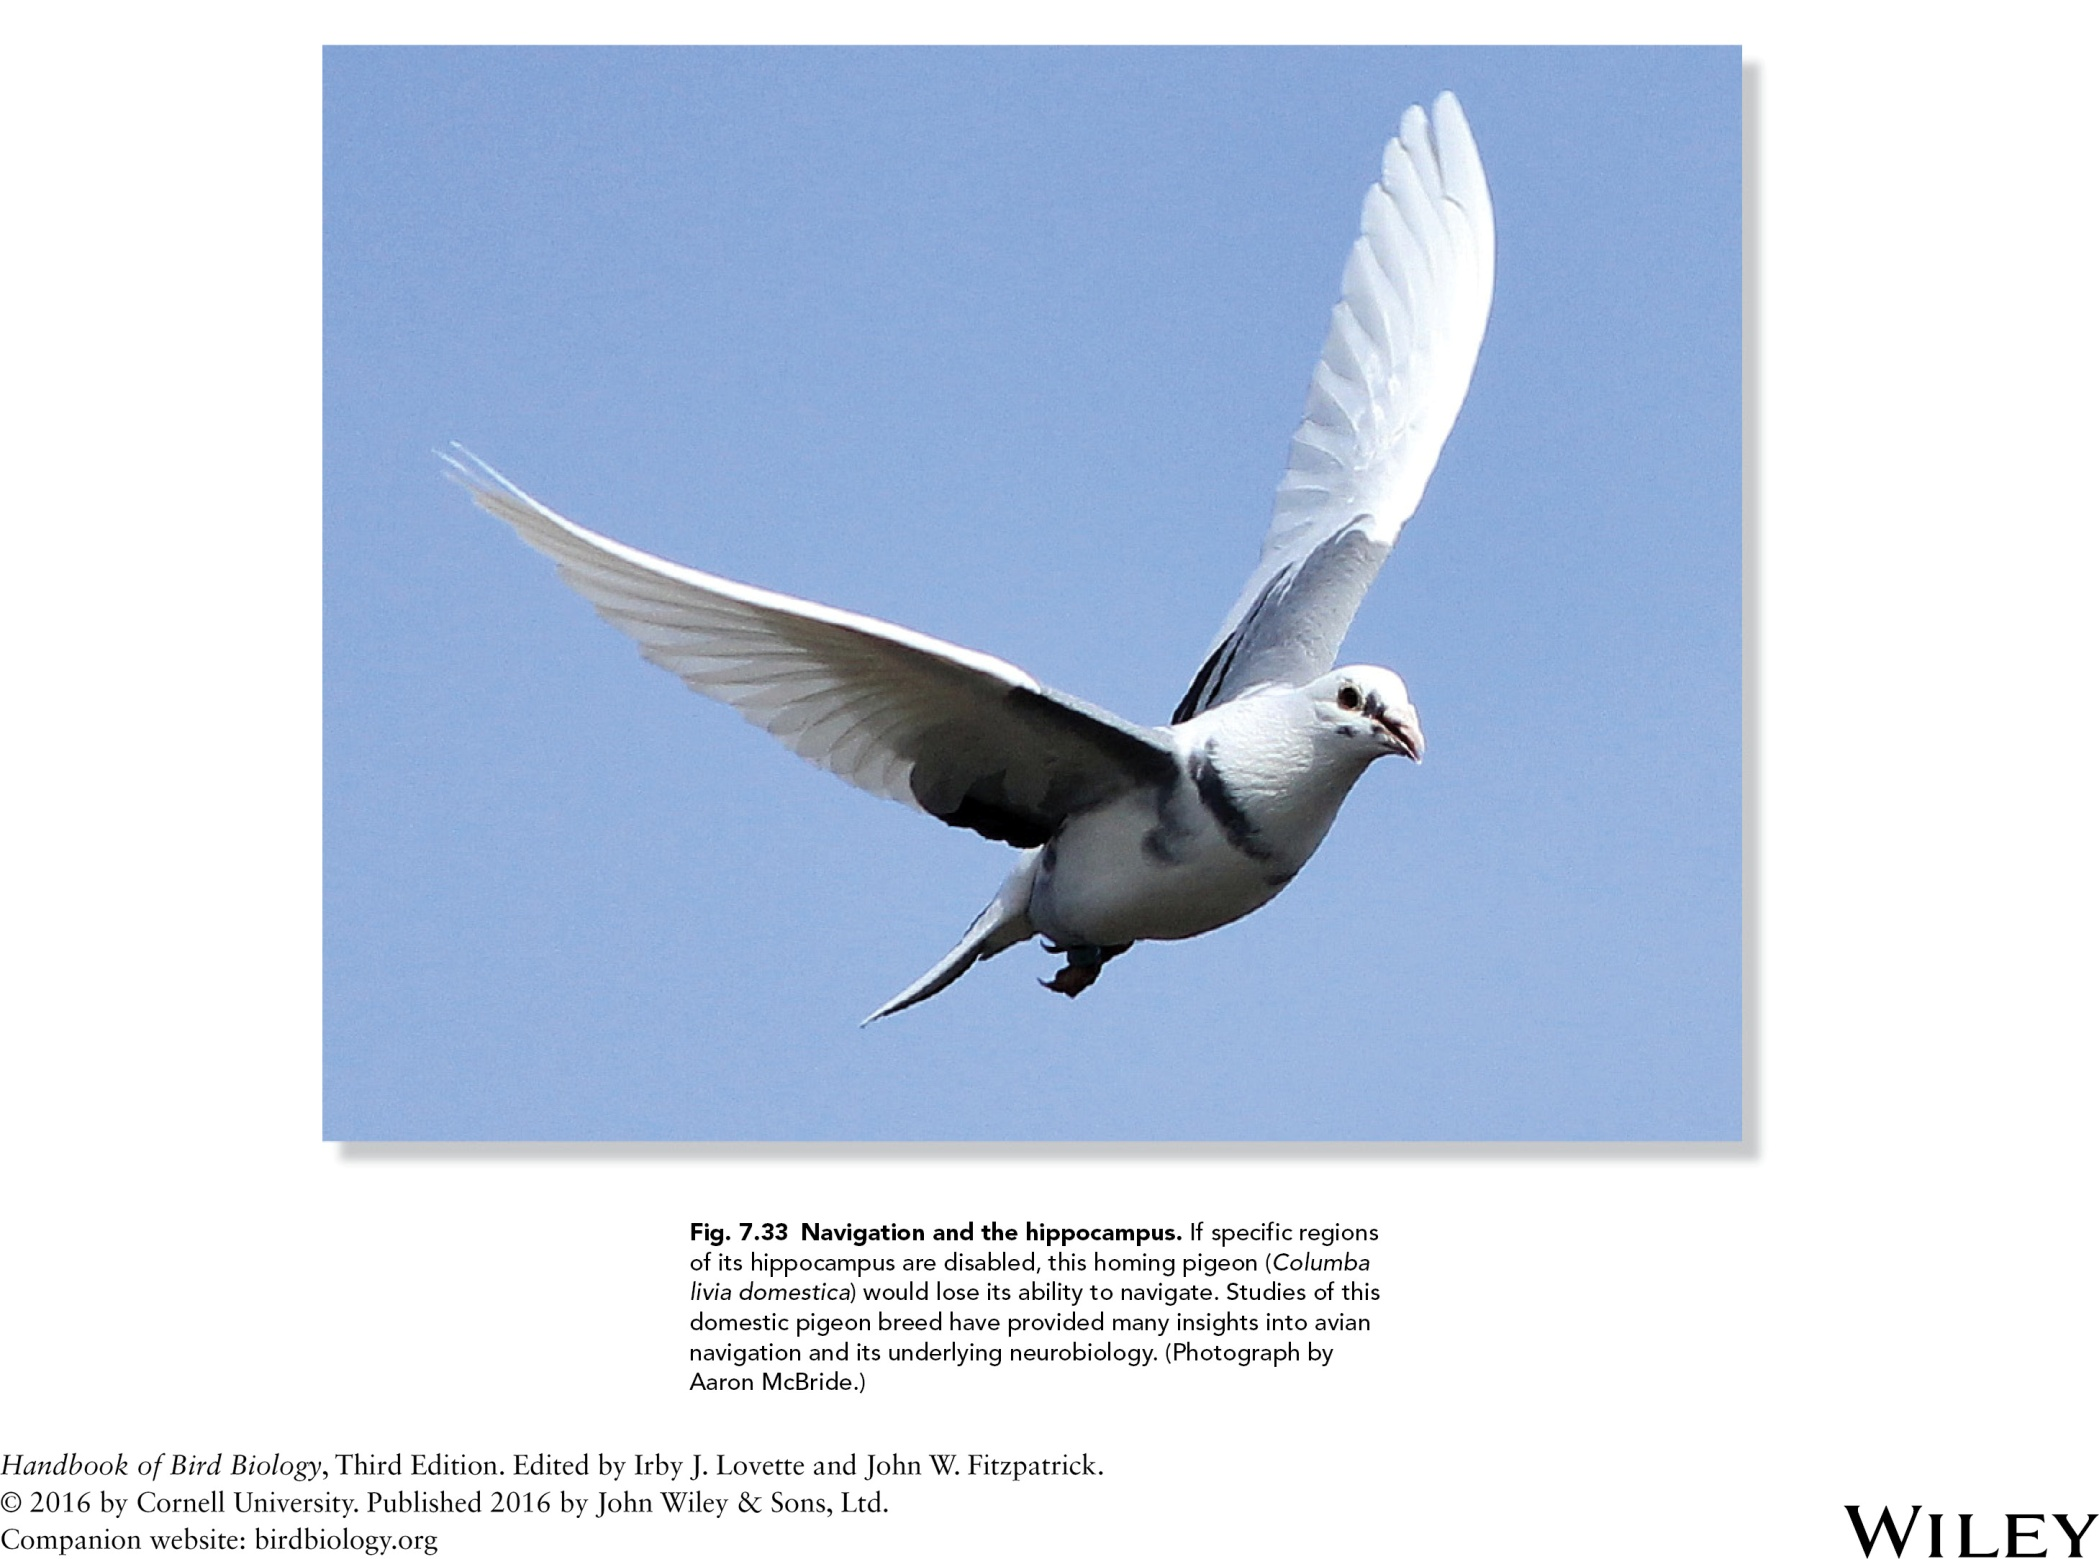 Fig. 7.33 Navigation and the hippocampus. If specific regions
of its hippocampus are disabled, this homing pigeon (Columba
livia domestica) would lose its ability to navigate. Studies of this
domestic pigeon breed have provided many insights into avian
navigation and its underlying neurobiology. (Photograph by
Aaron McBride.)
Handbook of Bird Biology, Third Edition. Edited by Irby J. Lovette and John W. Fitzpatrick.
© 2016 by Cornell University. Published 2016 by John Wiley & Sons, Ltd.
Companion website: birdbiology.org
WILEY